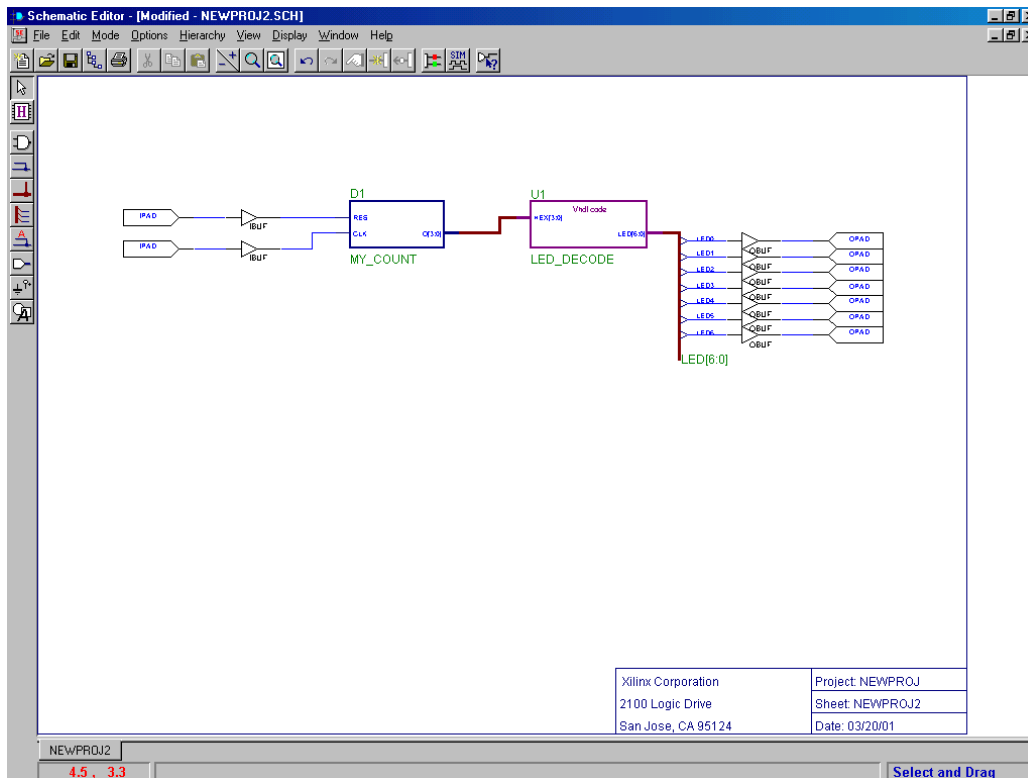 Schematic Editor - [Modified - NEWPROJ2.SCH]
File Edit Mode Options Hierarchy View Display Window Help
SIM
H
A
D1
U1
IPAD
IBUF
REG
Vhdl code
HEX[3:0]
IPAD
IBUF
CLK
Q[3:0]
LED[6:0]
MY_COUNT
LED_DECODE
LED0
OBUF
OPAD
LED1
OBUF
OPAD
LED2
OBUF
OPAD
LED3
OBUF
OPAD
LED4
OBUF
OPAD
LED5
OBUF
OPAD
LED6
OBUF
OPAD
LED[6:0]
Xilinx Corporation
Project: NEWPROJ
2100 Logic Drive
Sheet: NEWPROJ2
San Jose, CA 95124
Date: 03/20/01
NEWPROJ2
4.5 , 3.3
Select and Drag